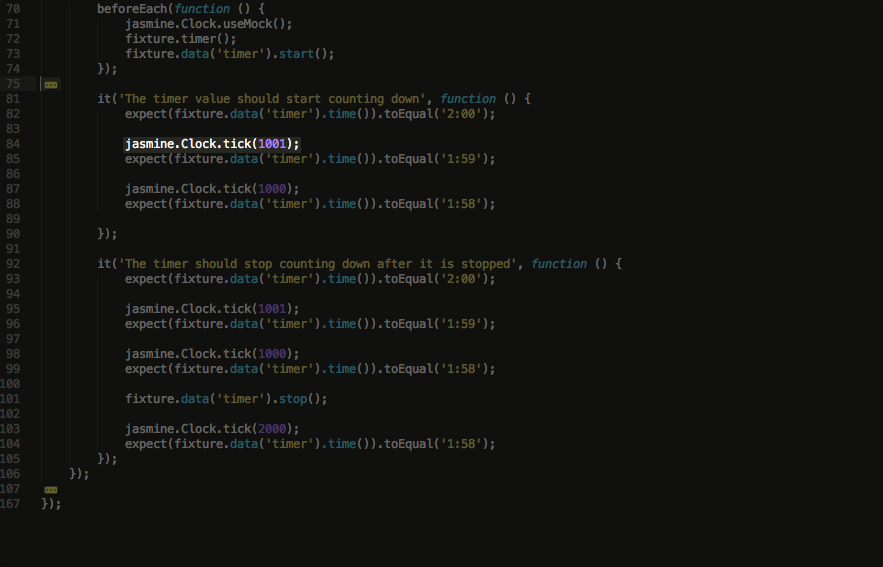 70 beforeEach(function () {
71 jasmine.Clock.useMock();
72 fixture.timer();
73 fixture.data('timer').start();
74 });
75 ...
81 it('The timer value should start counting down', function () {
82 expect(fixture.data('timer').time()).toEqual('2:00');
83
84 jasmine.Clock.tick(1001);
85 expect(fixture.data('timer').time()).toEqual('1:59');
86
87 jasmine.Clock.tick(1000);
88 expect(fixture.data('timer').time()).toEqual('1:58');
89
90 });
91
92 it('The timer should stop counting down after it is stopped', function () {
93 expect(fixture.data('timer').time()).toEqual('2:00');
94
95 jasmine.Clock.tick(1001);
96 expect(fixture.data('timer').time()).toEqual('1:59');
97
98 jasmine.Clock.tick(1000);
99 expect(fixture.data('timer').time()).toEqual('1:58');
100
101 fixture.data('timer').stop();
102
103 jasmine.Clock.tick(2000);
104 expect(fixture.data('timer').time()).toEqual('1:58');
105 });
106 });
107 ...
167 });